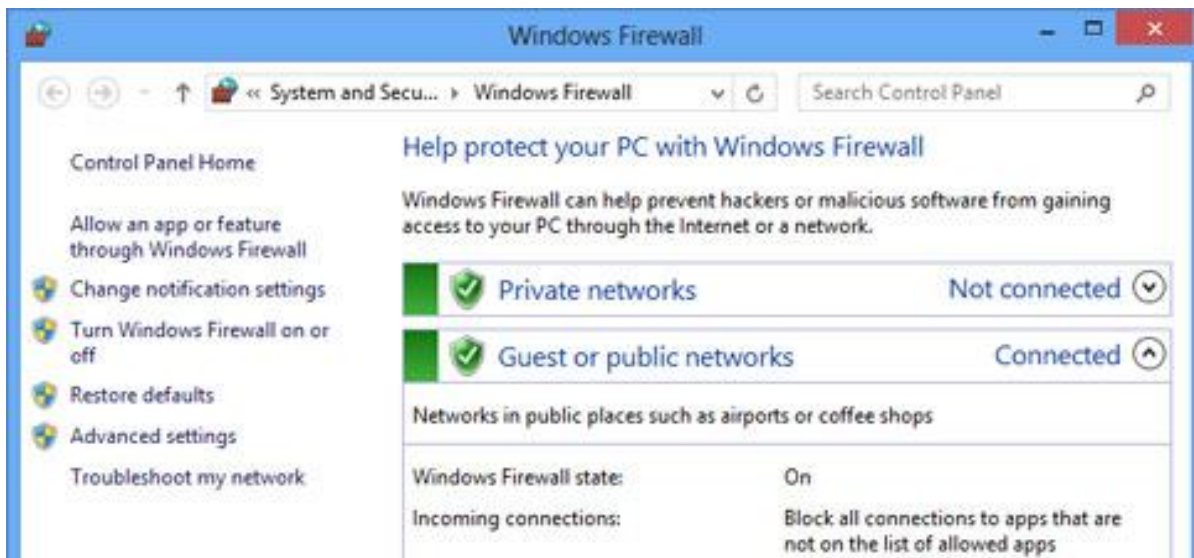 Windows Firewall
« System and Secu... ▸ Windows Firewall
Search Control Panel
Control Panel Home
Allow an app or feature
through Windows Firewall
Change notification settings
Turn Windows Firewall on or
off
Restore defaults
Advanced settings
Troubleshoot my network
Help protect your PC with Windows Firewall
Windows Firewall can help prevent hackers or malicious software from gaining
access to your PC through the Internet or a network.
Private networks Not connected
Guest or public networks Connected
Networks in public places such as airports or coffee shops
Windows Firewall state: On
Incoming connections: Block all connections to apps that are
not on the list of allowed apps